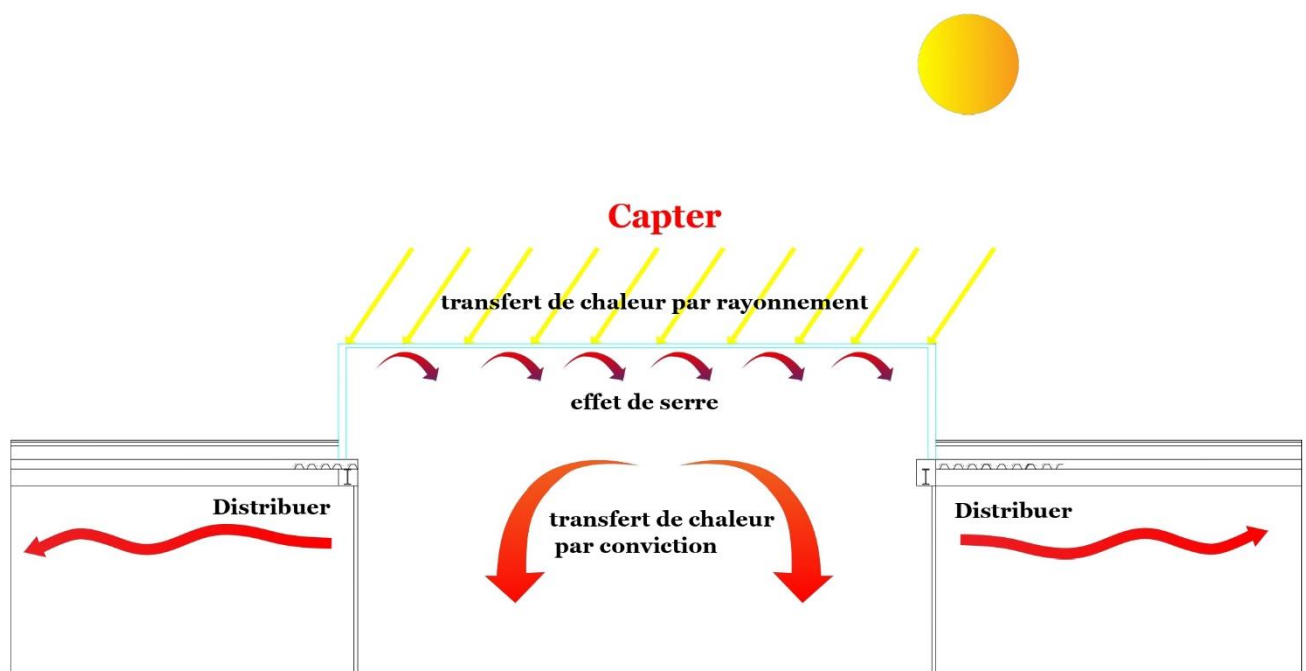 Capter
transfert de chaleur par rayonnement
effet de serre
Distribuer
transfert de chaleur
par conviction
Distribuer